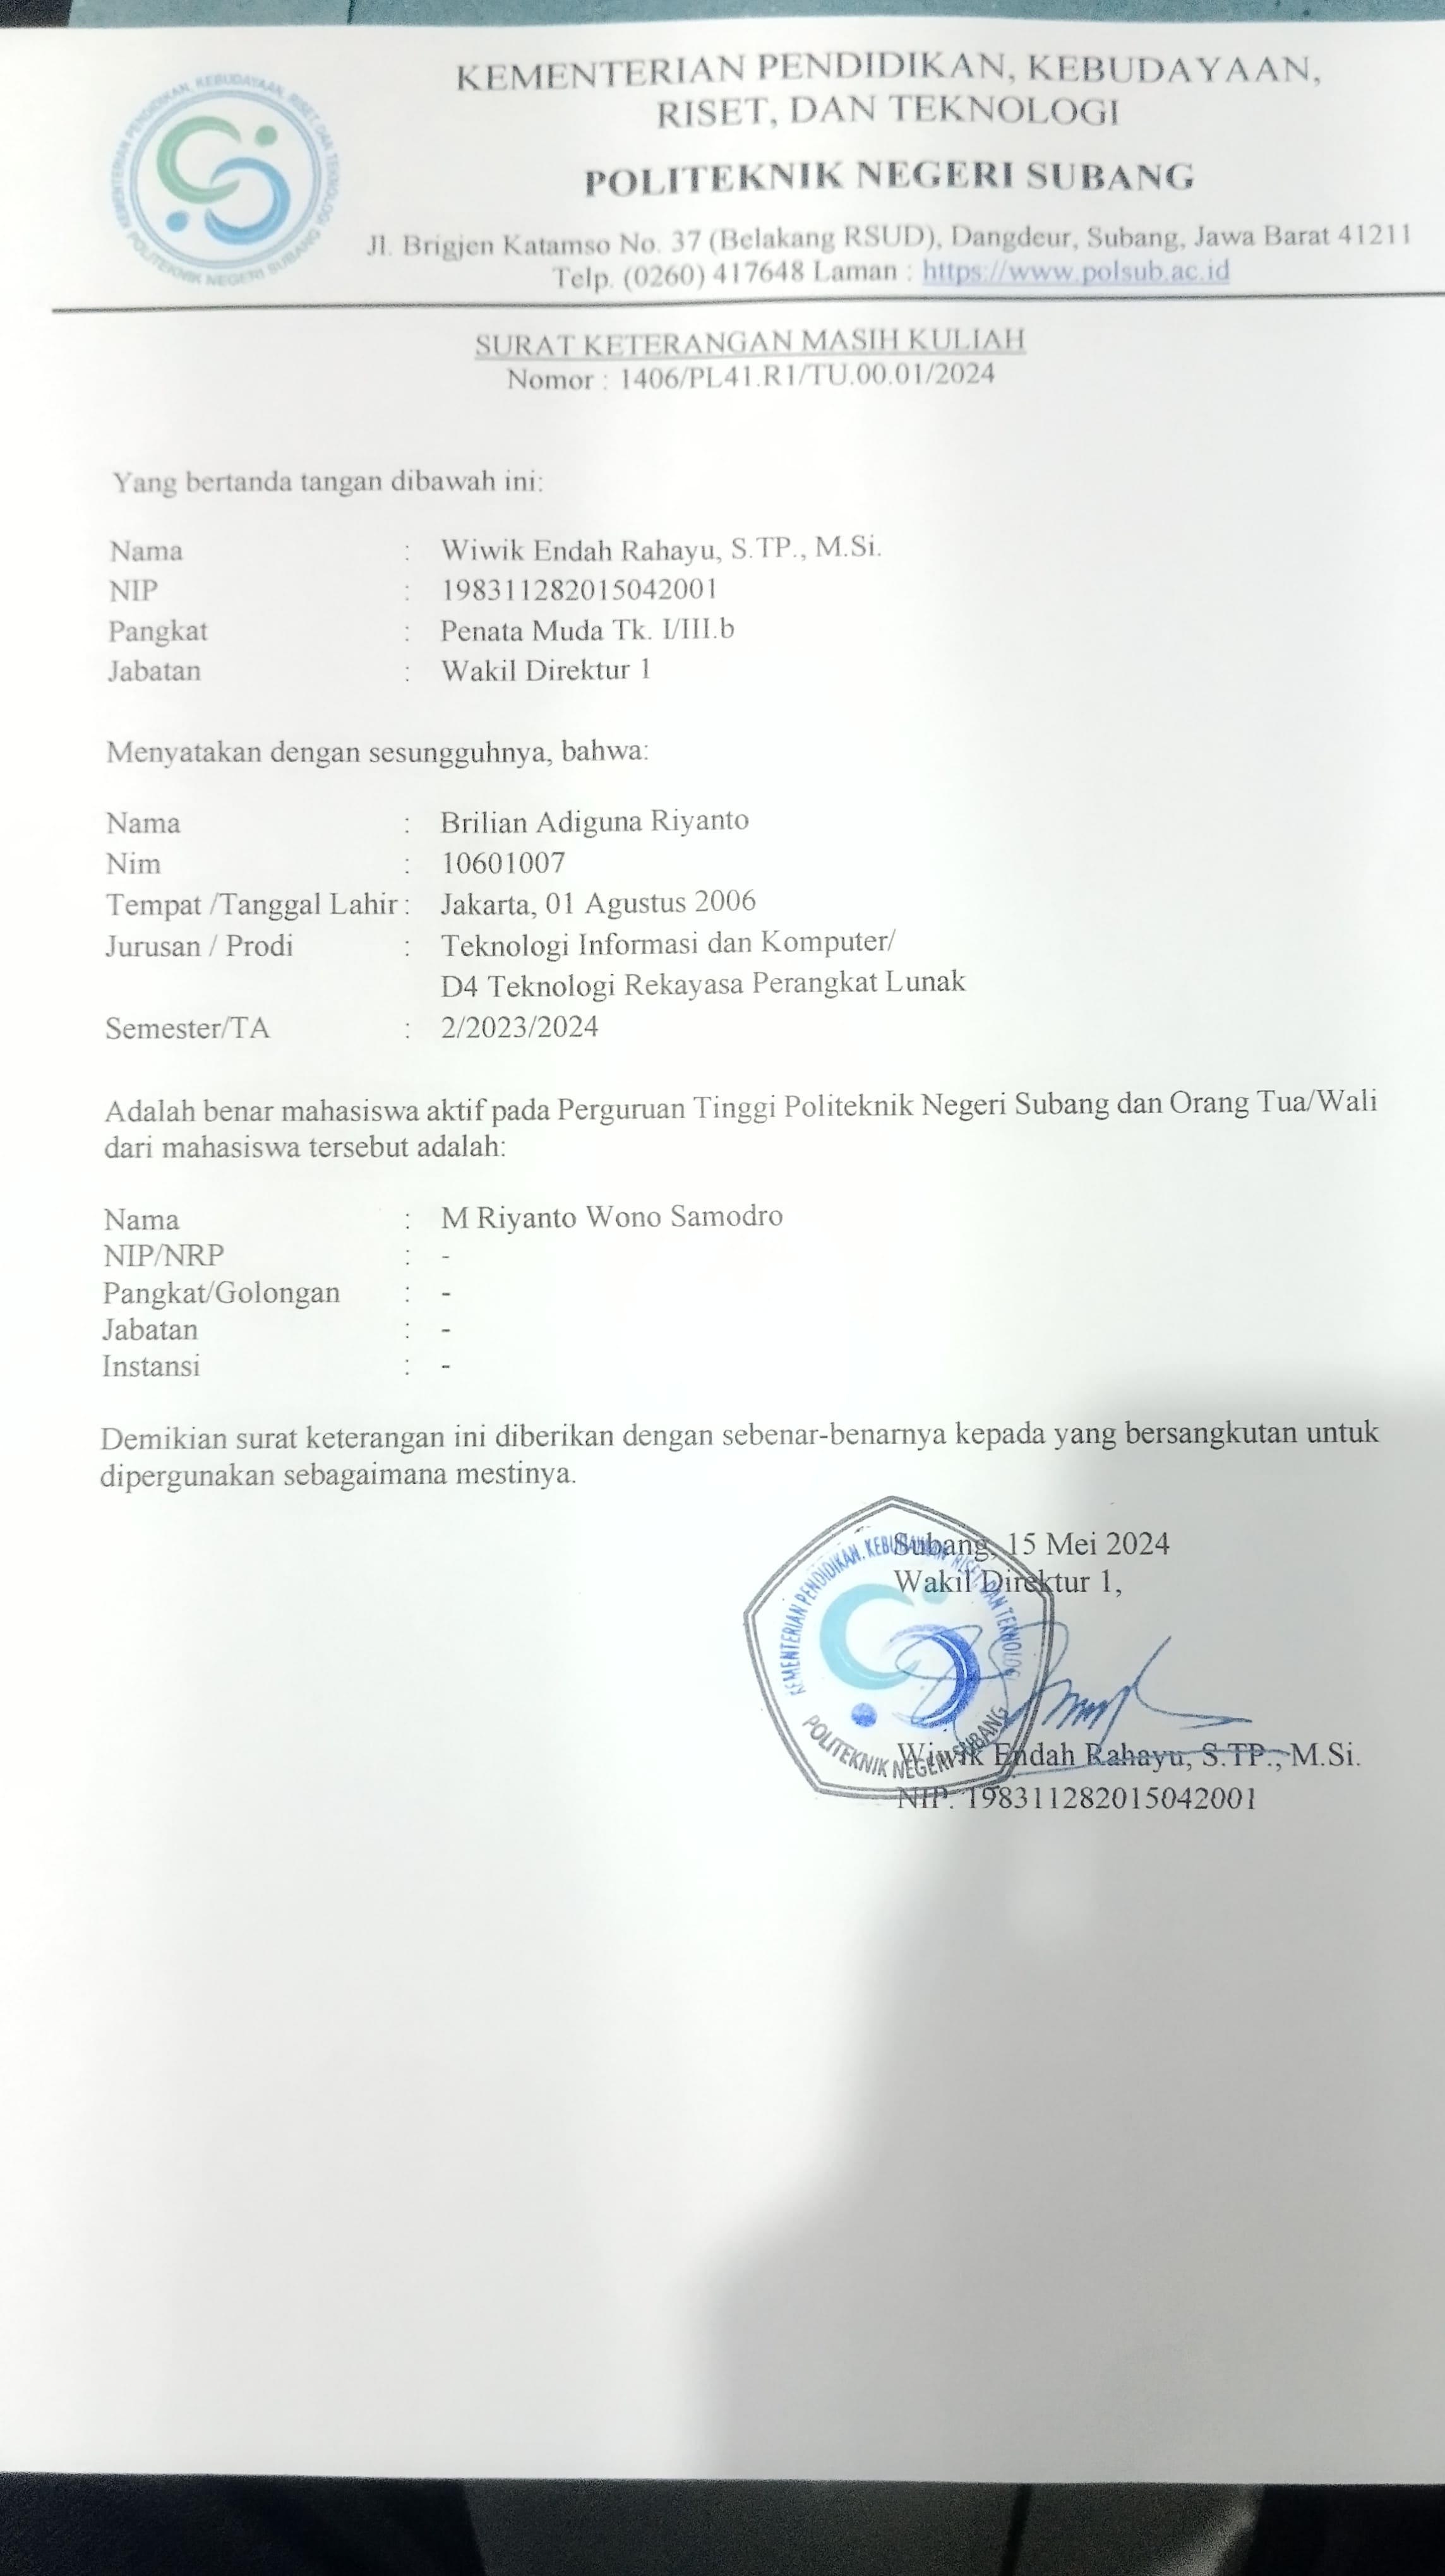 KEMENTERIAN PENDIDIKAN, KEBUDAYAAN,
RISET, DAN TEKNOLOGI
POLITEKNIK NEGERI SUBANG
Jl. Brigjen Katamso No. 37 (Belakang RSUD), Dangdeur, Subang, Jawa Barat 41211
Telp. (0260) 417648 Laman : https://www.polsub.ac.id
KEMENTERIAN PENDIDIKAN, KEBUDAYAAN, RISET, DAN TEKNOLOGI
POLITEKNIK NEGERI SUBANG
SURAT KETERANGAN MASIH KULIAH
Nomor : 1406/PL41.R1/TU.00.01/2024
Yang bertanda tangan dibawah ini:
Nama : Wiwik Endah Rahayu, S.TP., M.Si.
NIP : 198311282015042001
Pangkat : Penata Muda Tk. I/III.b
Jabatan : Wakil Direktur 1
Menyatakan dengan sesungguhnya, bahwa:
Nama : Brilian Adiguna Riyanto
Nim : 10601007
Tempat /Tanggal Lahir : Jakarta, 01 Agustus 2006
Jurusan / Prodi : Teknologi Informasi dan Komputer/
D4 Teknologi Rekayasa Perangkat Lunak
Semester/TA : 2/2023/2024
Adalah benar mahasiswa aktif pada Perguruan Tinggi Politeknik Negeri Subang dan Orang Tua/Wali
dari mahasiswa tersebut adalah:
Nama : M Riyanto Wono Samodro
NIP/NRP : -
Pangkat/Golongan : -
Jabatan : -
Instansi : -
Demikian surat keterangan ini diberikan dengan sebenar-benarnya kepada yang bersangkutan untuk
dipergunakan sebagaimana mestinya.
Subang, 15 Mei 2024
Wakil Direktur 1,
KEMENTERIAN PENDIDIKAN, KEBUDAYAAN, RISET, DAN TEKNOLOGI
POLITEKNIK NEGERI SUBANG
Wiwik Endah Rahayu, S.TP., M.Si.
NIP. 198311282015042001